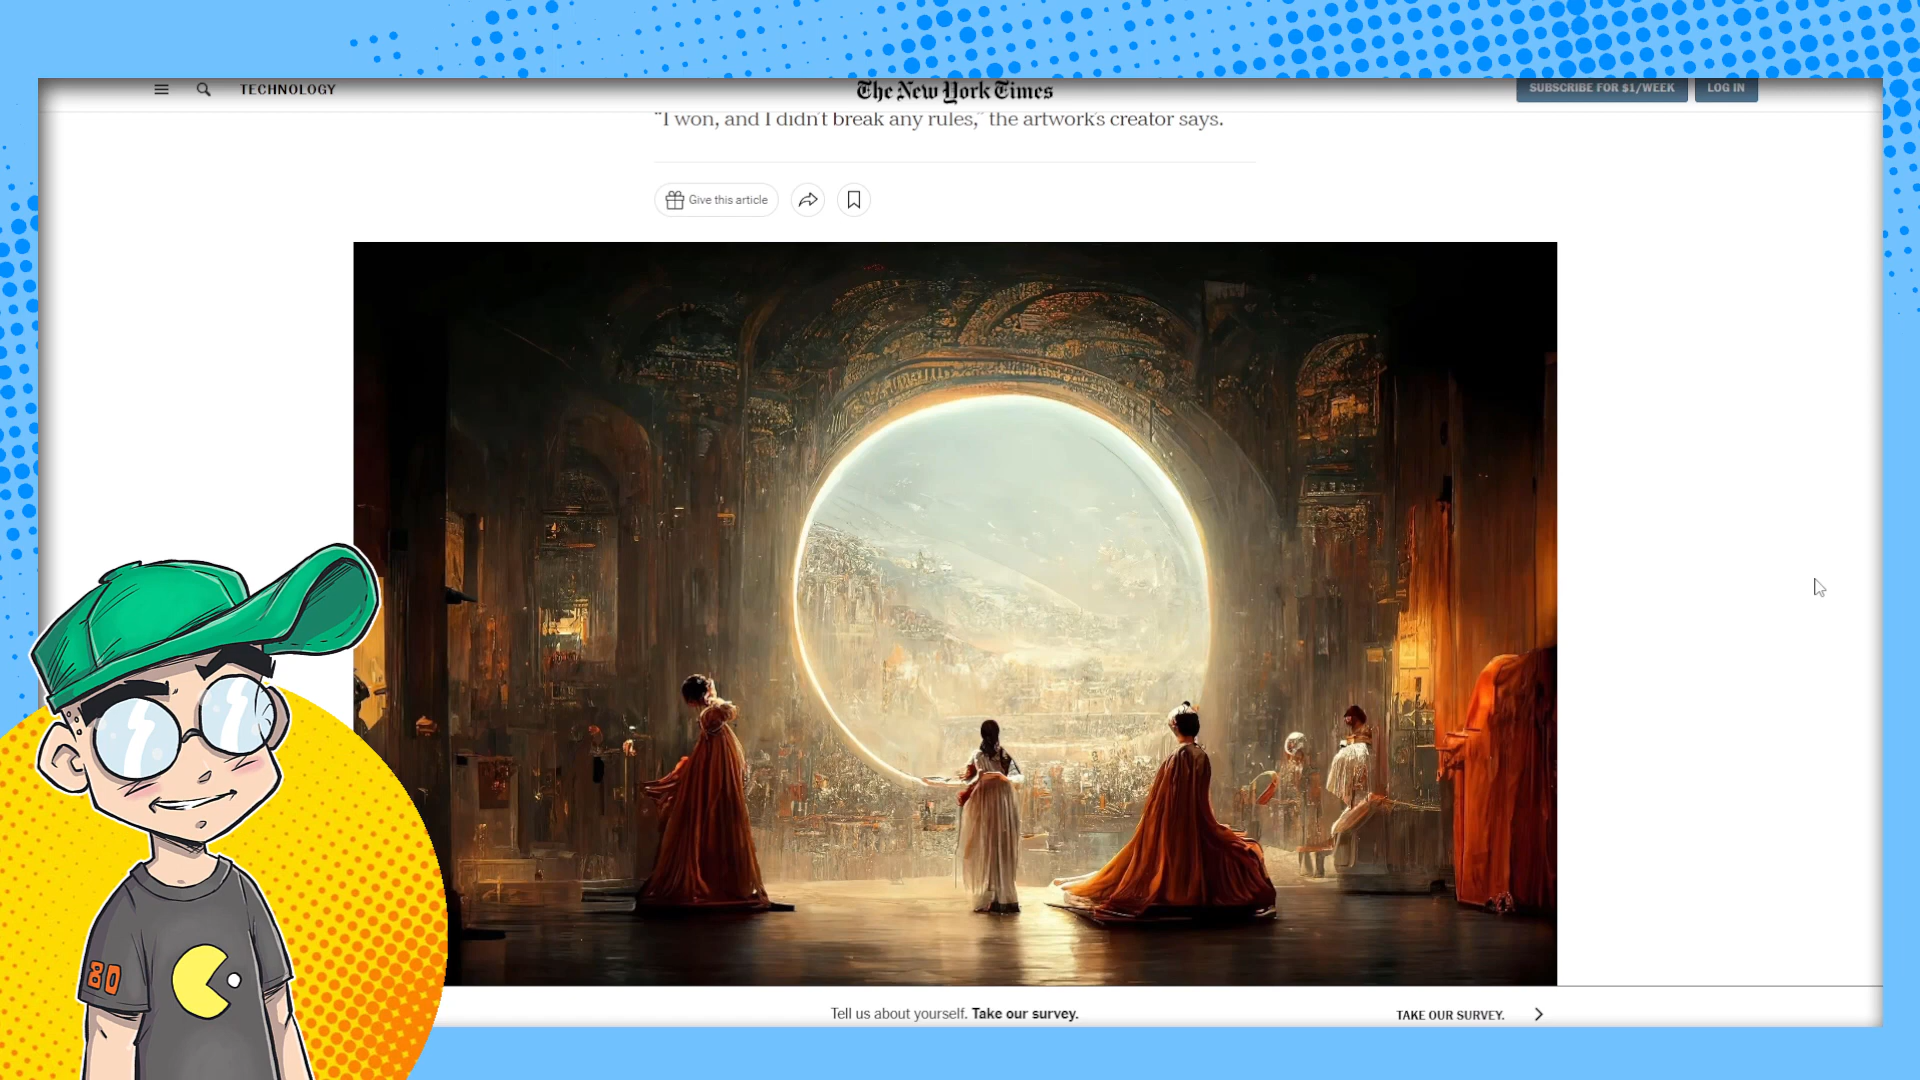 TECHNOLOGY
The New York Times
SUBSCRIBE FOR $1/WEEK
LOG IN
“I won, and I didn’t break any rules,” the artwork’s creator says.
Give this article
80
Tell us about yourself. Take our survey.
TAKE OUR SURVEY.